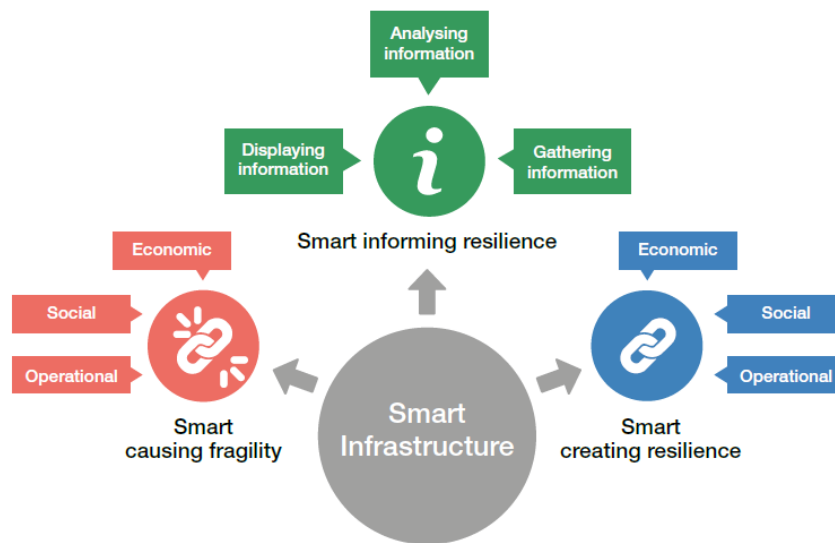 Analysing
information
Displaying
information
Gathering
information
Smart informing resilience
Economic
Social
Operational
Smart
causing fragility
Smart
Infrastructure
Economic
Social
Operational
Smart
creating resilience